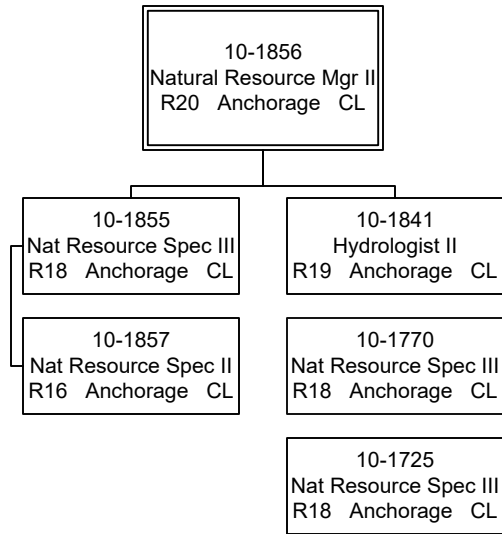 10-1856
Natural Resource Mgr II
R20 Anchorage CL
10-1855
Nat Resource Spec III
R18 Anchorage CL
10-1857
Nat Resource Spec II
R16 Anchorage CL
10-1841
Hydrologist II
R19 Anchorage CL
10-1770
Nat Resource Spec III
R18 Anchorage CL
10-1725
Nat Resource Spec III
R18 Anchorage CL